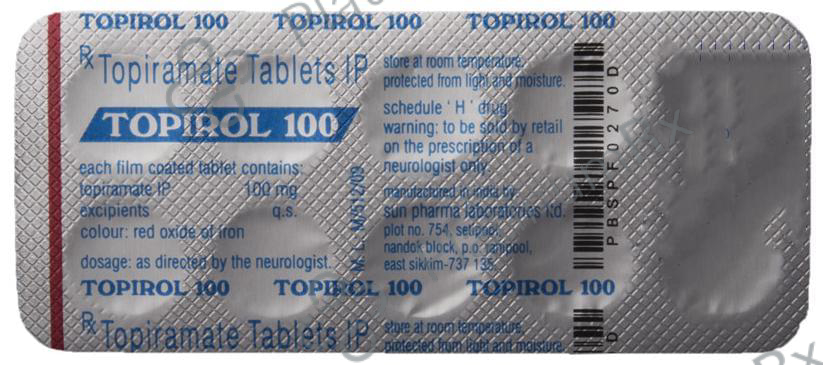 TOPIROL 100 TOPIROL 100 TOPIROL 100
Rx Topiramate Tablets IP
TOPIROL 100
each film coated tablet contains:
topiramate IP 100 mg
excipients q.s.
colour: red oxide of iron
dosage: as directed by the neurologist.
M. L. M/512/09
store at room temperature,
protected from light and moisture.
schedule 'H' drug
warning: to be sold by retail
on the prescription of a
neurologist only.
manufactured in india by:
sun pharma laboratories ltd.
plot no. 754, setipool,
nandok block, p.o. ranipool,
east sikkim-737 135.
PBSPF0270D
TOPIROL 100 TOPIROL 100 TOPIROL 100
Rx Topiramate Tablets IP
store at room temperature,
protected from light and moisture.
D